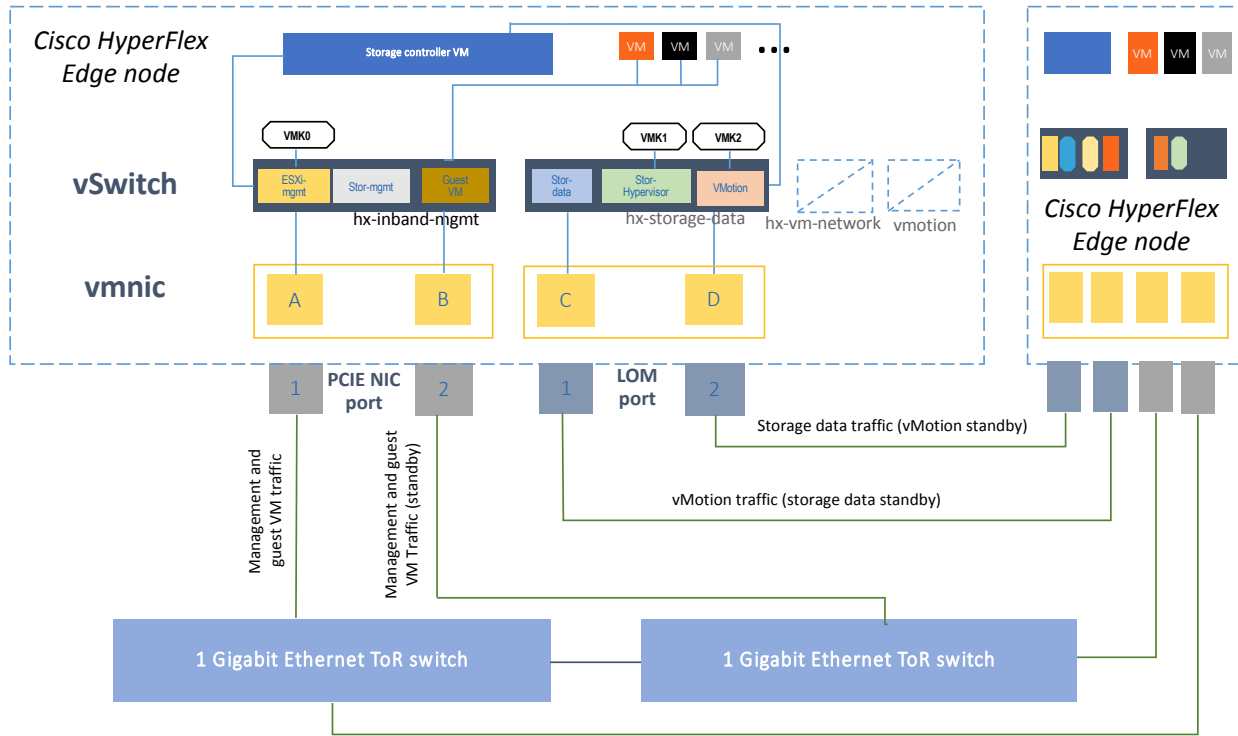 Cisco HyperFlex
Edge node
Storage controller VM
VM
VM
VM
...
VM
VM
VM
VMK0
VMK1
VMK2
vSwitch
ESXi-
mgmt
Stor-mgmt
Guest
VM
Stor-
data
Stor-
Hypervisor
VMotion
hx-inband-mgmt
hx-storage-data
hx-vm-network
vmotion
Cisco HyperFlex
Edge node
vmnic
A
B
C
D
1
PCIE NIC
port
2
1
LOM
port
2
Storage data traffic (vMotion standby)
vMotion traffic (storage data standby)
Management and
guest VM traffic
Management and guest
VM Traffic (standby)
1 Gigabit Ethernet ToR switch
1 Gigabit Ethernet ToR switch